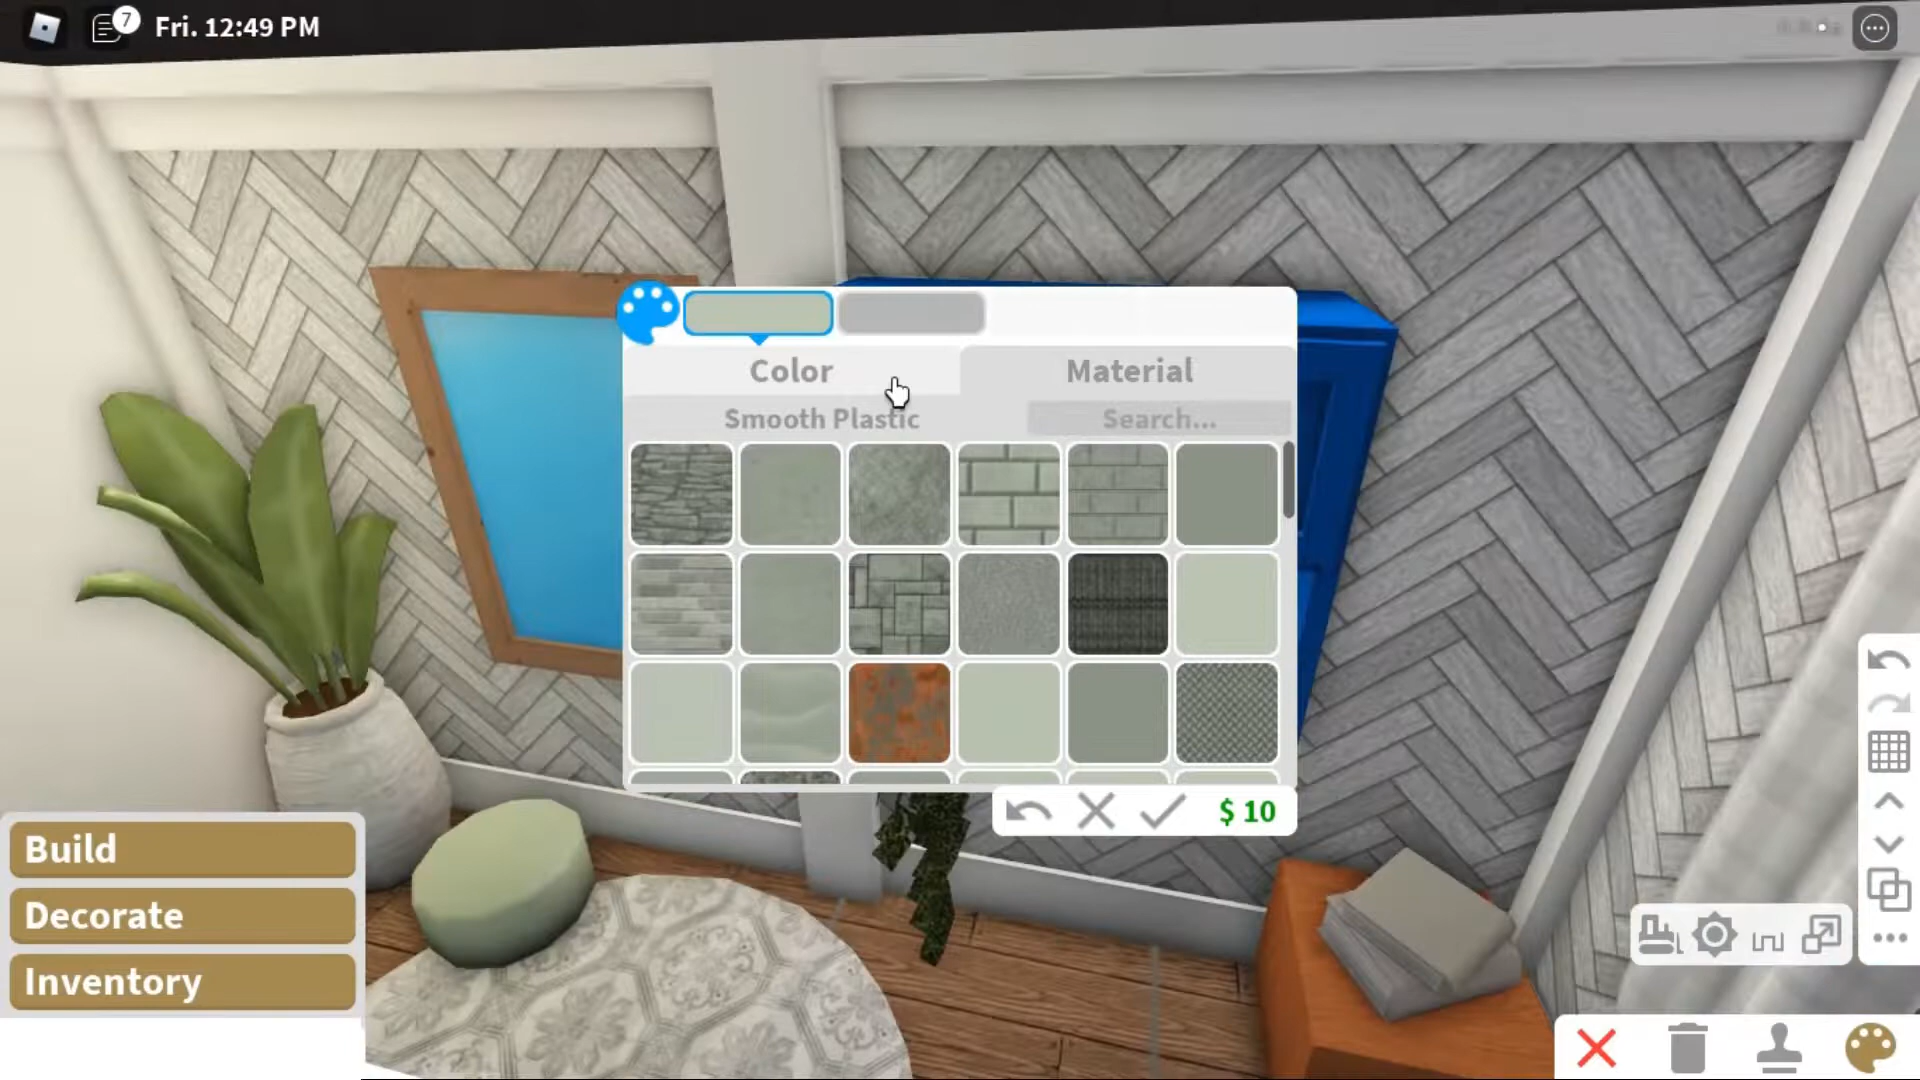 7
Fri. 12:49 PM
Color
Material
Smooth Plastic
Search...
$ 10
Build
Decorate
Inventory